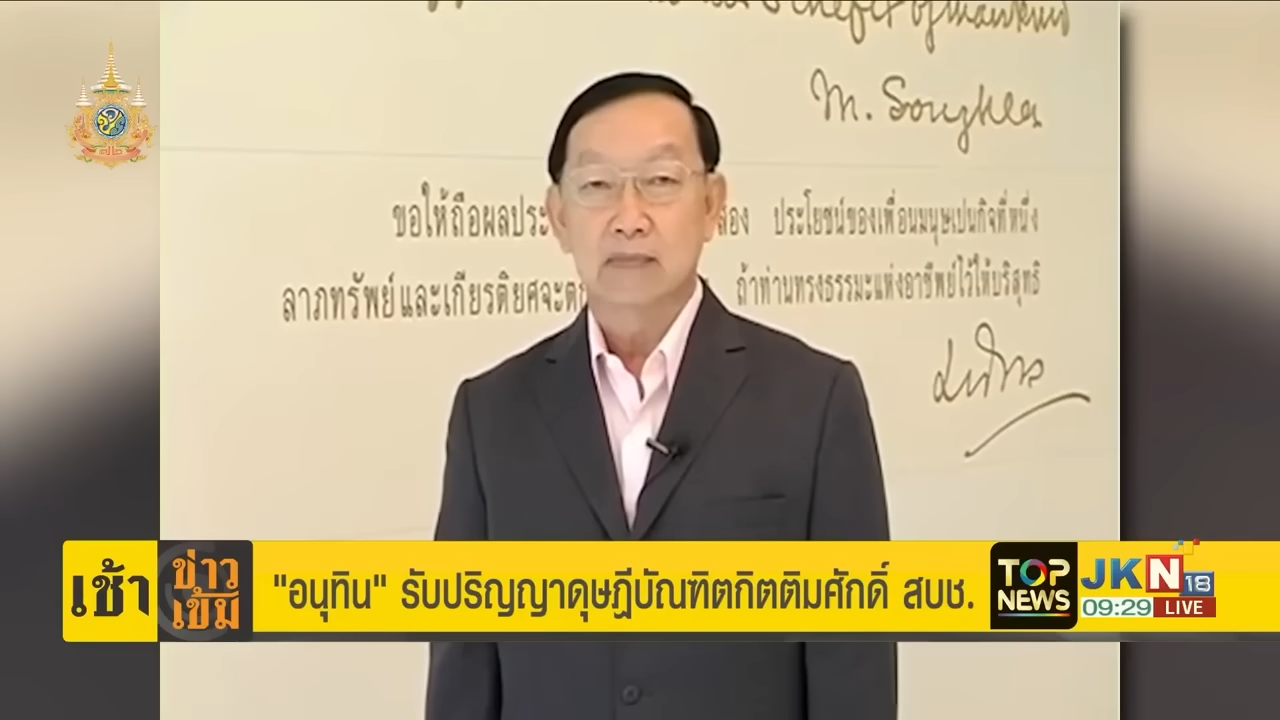 benefit of mankind
M. Songkla
ขอให้ถือผลประ สอง ประโยชน์ของเพื่อนมนุษเปนกิจที่หนึ่ง
ลาภทรัพย์และเกียรติยศจะต ถ้าท่านทรงธรรมะแห่งอาชีพย์ไว้ให้บริสุทธิ
เช้า ข่าวเข้ม
"อนุทิน" รับปริญญาดุษฎีบัณฑิตกิตติมศักดิ์ สบช.
TOP NEWS
JKN 18
09:29 LIVE